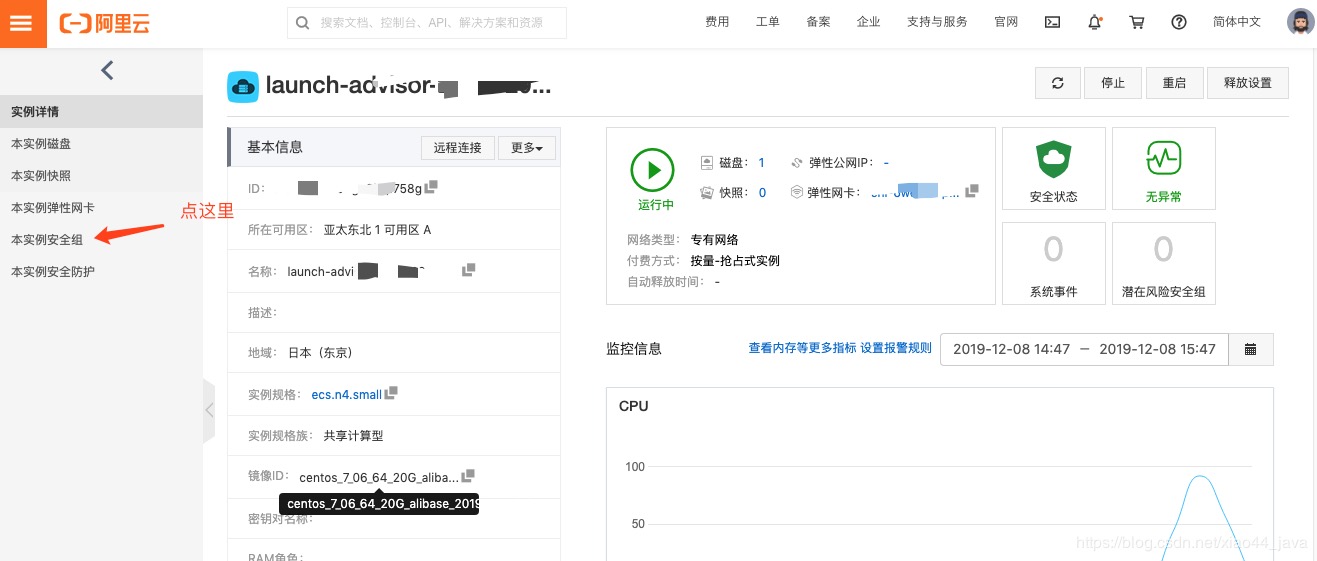 阿里云
搜索文档、控制台、API、解决方案和资源
费用 工单 备案 企业 支持与服务 官网 简体中文
launch-advisor- ...
停止 重启 释放设置
实例详情
本实例磁盘
本实例快照
本实例弹性网卡
本实例安全组
本实例安全防护
点这里
基本信息 远程连接 更多
ID: 758g
所在可用区: 亚太东北 1 可用区 A
名称: launch-advi
描述:
地域: 日本（东京）
实例规格: ecs.n4.small
实例规格族: 共享计算型
镜像ID: centos_7_06_64_20G_aliba...
centos_7_06_64_20G_alibase_2019
密钥对名称:
RAM角色:
运行中
磁盘: 1 弹性公网IP: -
快照: 0 弹性网卡:
网络类型: 专有网络
付费方式: 按量-抢占式实例
自动释放时间: -
安全状态
无异常
0
系统事件
0
潜在风险安全组
监控信息 查看内存等更多指标 设置报警规则 2019-12-08 14:47 – 2019-12-08 15:47
CPU
100
50
https://blog.csdn.net/xiao44_java